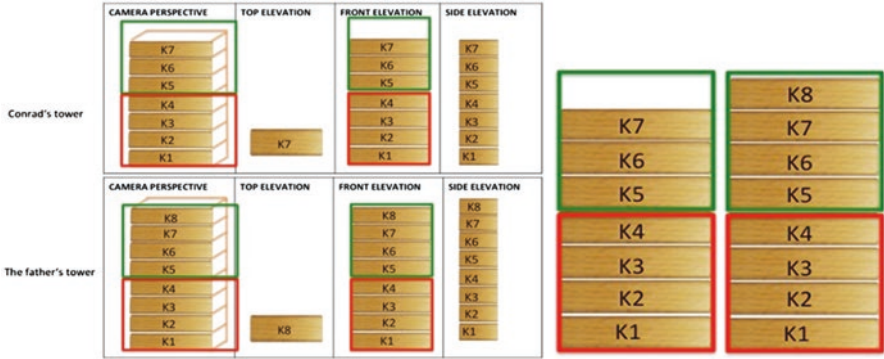 CAMERA PERSPECTIVE TOP ELEVATION FRONT ELEVATION SIDE ELEVATION
Conrad's tower
K7
K6
K5
K4
K3
K2
K1
K7
K7
K6
K5
K4
K3
K2
K1
K7
K6
K5
K4
K3
K2
K1
CAMERA PERSPECTIVE TOP ELEVATION FRONT ELEVATION SIDE ELEVATION
The father's tower
K8
K7
K6
K5
K4
K3
K2
K1
K8
K8
K7
K6
K5
K4
K3
K2
K1
K8
K7
K6
K5
K4
K3
K2
K1
K7
K6
K5
K4
K3
K2
K1
K8
K7
K6
K5
K4
K3
K2
K1